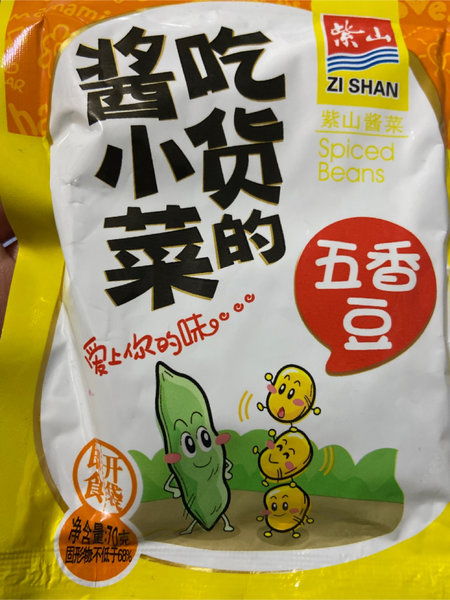 紫山
ZI SHAN
紫山酱菜
Spiced
Beans
吃货的
酱小菜
五香
豆
爱上你的味
开袋
即食
净含量:70克
固形物不低于68%